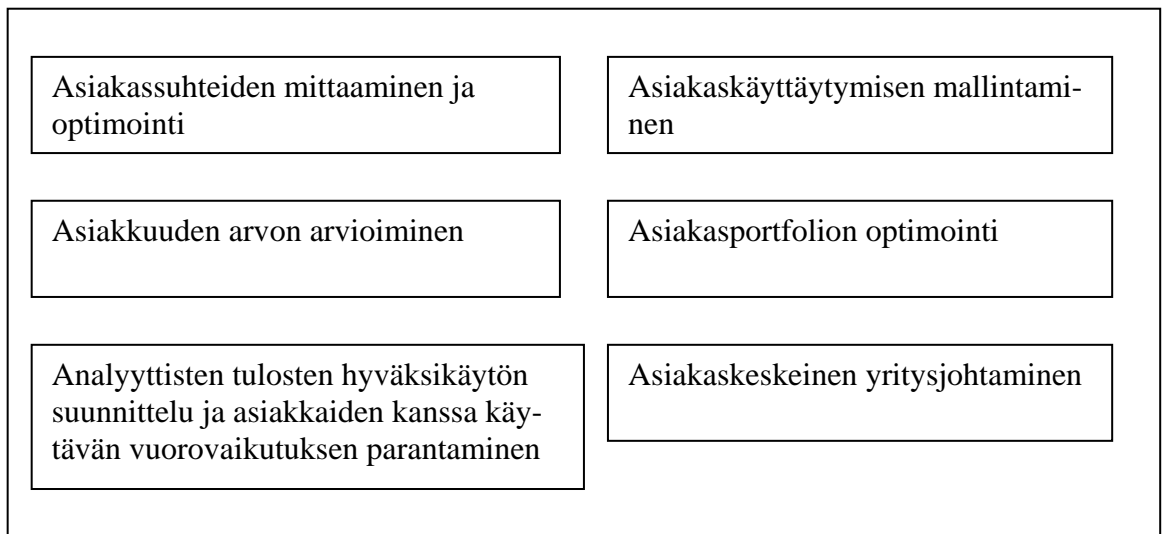 Asiakassuhteiden mittaaminen ja
optimointi
Asiakaskäyttäytymisen mallintami-
nen
Asiakkuuden arvon arvioiminen
Asiakasportfolion optimointi
Analyyttisten tulosten hyväksikäytön
suunnittelu ja asiakkaiden kanssa käy-
tävän vuorovaikutuksen parantaminen
Asiakaskeskeinen yritysjohtaminen